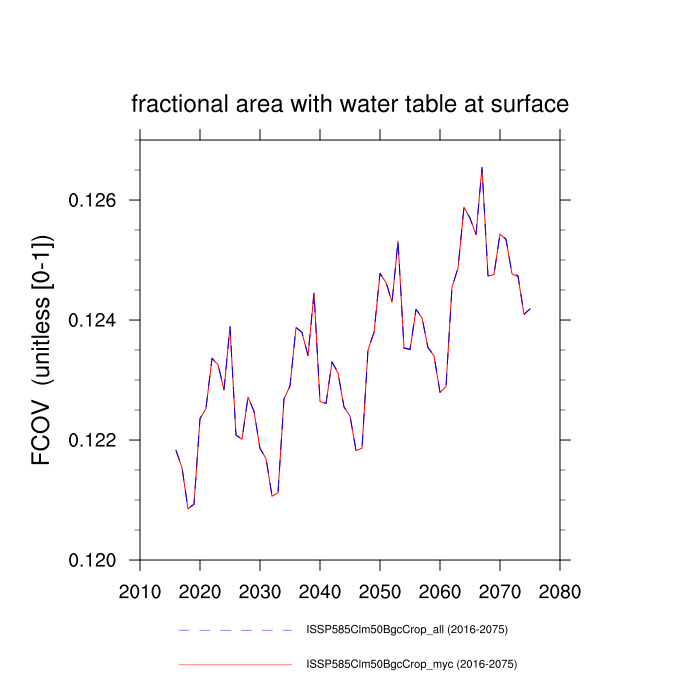 fractional area with water table at surface
FCOV (unitless [0-1])
0.126
0.124
0.122
0.120
2010 2020 2030 2040 2050 2060 2070 2080
ISSP585Clm50BgcCrop_all (2016-2075)
ISSP585Clm50BgcCrop_myc (2016-2075)